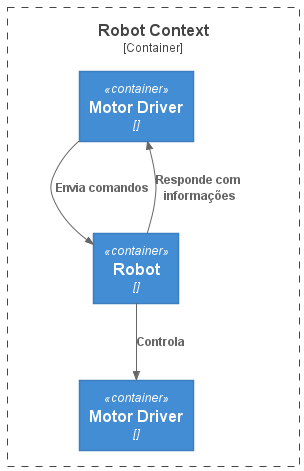 Robot Context
[Container]
«container»
Motor Driver
[]
Envia comandos
Responde com
informações
«container»
Robot
[]
Controla
«container»
Motor Driver
[]